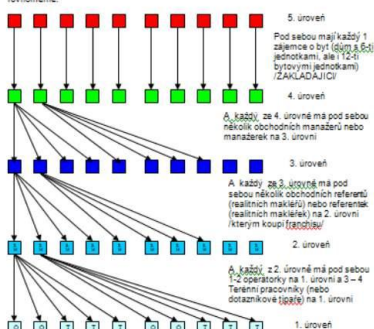 5. úroveň
Pod sebou mají každý 1
zájemce o byt (dům s 6-ti
jednotkami, ale i 12-ti
bytovými jednotkami)
/ZAKLÁDAJÍCÍ/
4. úroveň
A každý ze 4. úrovně má pod sebou
několik obchodních manažerů nebo
manažerek na 3. úrovni
3. úroveň
A každý ze 3. úrovně má pod
sebou několik obchodních referentů
(realitních makléřů) nebo referentek
(realitních makléřek) na 2. úrovni
/kterým koupí franchisu/
2. úroveň
A každý z 2. úrovně má pod sebou
1-2 operátorky na 1. úrovni a 3 – 4
Terénní pracovníky (nebo
dotazníkové tipaře) na 1. úrovni
1. úroveň